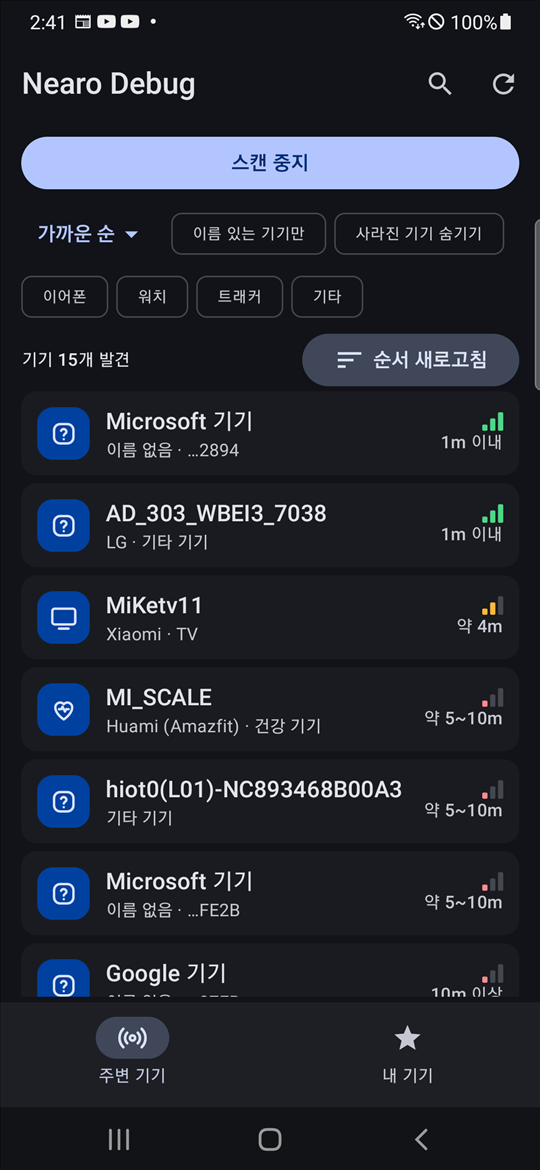 2:41 100%
Nearo Debug
스캔 중지
가까운 순 이름 있는 기기만 사라진 기기 숨기기
이어폰 워치 트래커 기타
기기 15개 발견 순서 새로고침
Microsoft 기기
이름 없음 · …2894 1m 이내
AD_303_WBEI3_7038
LG · 기타 기기 1m 이내
MiKetv11
Xiaomi · TV 약 4m
MI_SCALE
Huami (Amazfit) · 건강 기기 약 5~10m
hiot0(L01)-NC893468B00A3
기타 기기 약 5~10m
Microsoft 기기
이름 없음 · …FE2B 약 5~10m
Google 기기
이름 없음 · 10m 이상
주변 기기 내 기기